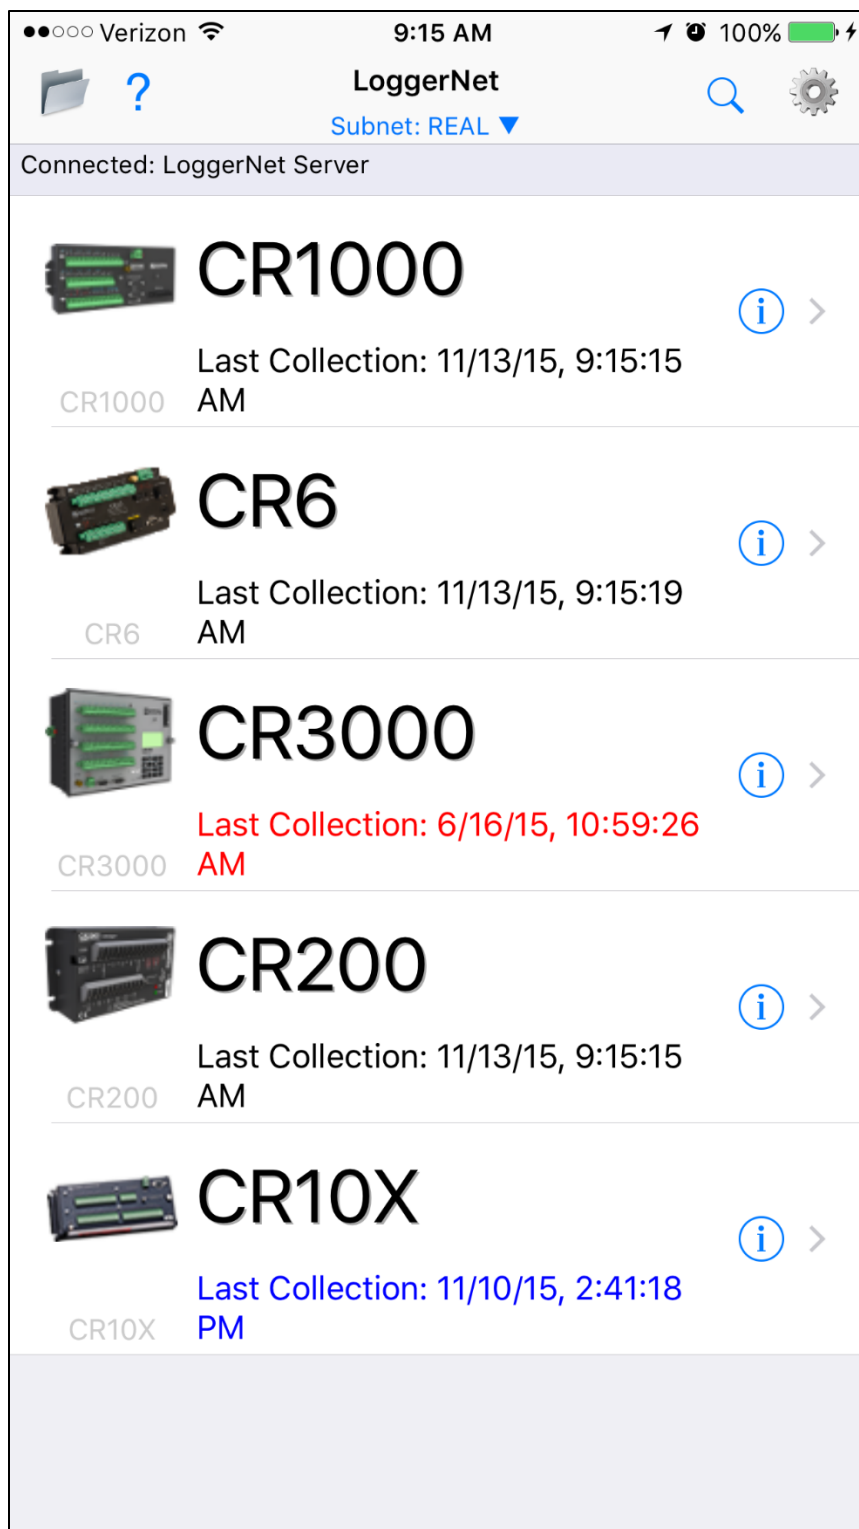 Verizon 9:15 AM 100%
? LoggerNet
Subnet: REAL ▼
Connected: LoggerNet Server
CR1000
Last Collection: 11/13/15, 9:15:15
CR1000 AM
CR6
Last Collection: 11/13/15, 9:15:19
CR6 AM
CR3000
Last Collection: 6/16/15, 10:59:26
CR3000 AM
CR200
Last Collection: 11/13/15, 9:15:15
CR200 AM
CR10X
Last Collection: 11/10/15, 2:41:18
CR10X PM